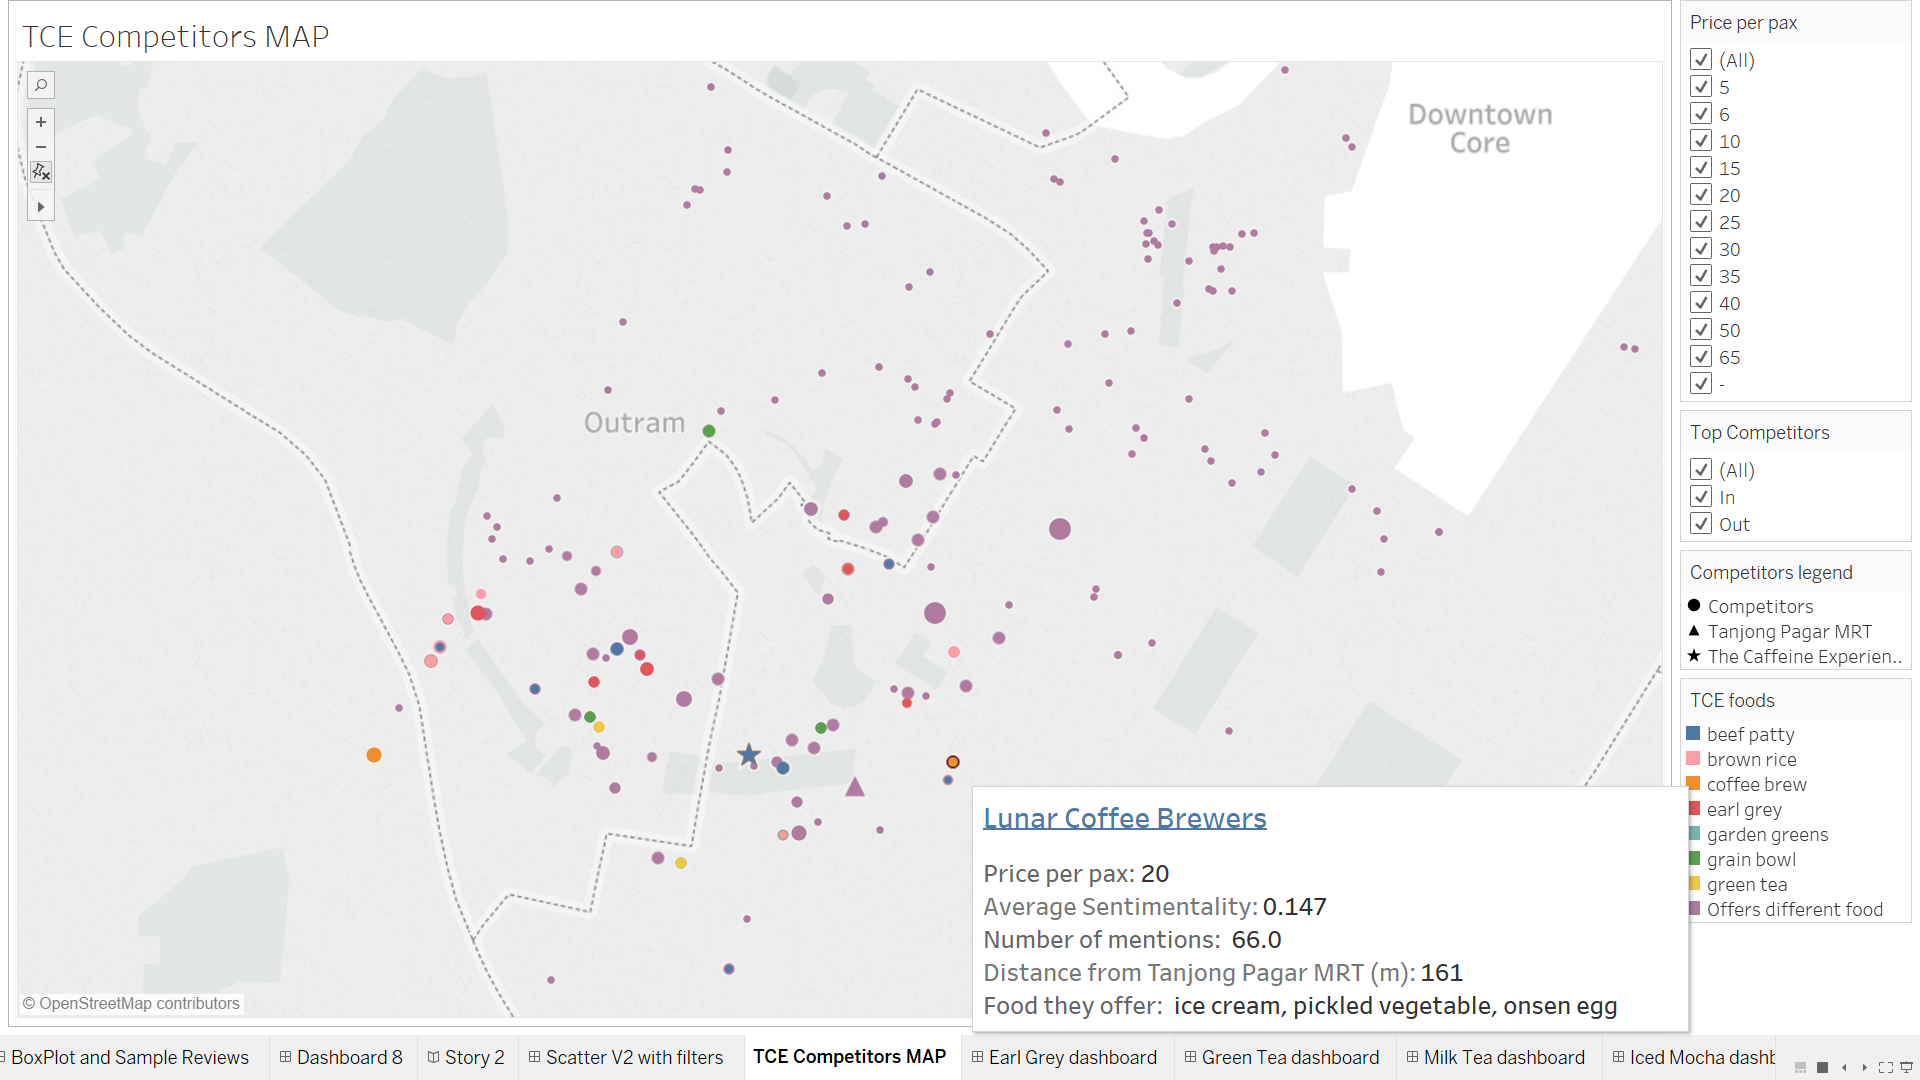 TCE Competitors MAP
Downtown
Core
Outram
© OpenStreetMap contributors
Price per pax
(All)
5
6
10
15
20
25
30
35
40
50
65
-
Top Competitors
(All)
In
Out
Competitors legend
Competitors
Tanjong Pagar MRT
The Caffeine Experien..
TCE foods
beef patty
brown rice
coffee brew
earl grey
garden greens
grain bowl
green tea
Offers different food
Lunar Coffee Brewers
Price per pax: 20
Average Sentimentality: 0.147
Number of mentions: 66.0
Distance from Tanjong Pagar MRT (m): 161
Food they offer: ice cream, pickled vegetable, onsen egg
BoxPlot and Sample Reviews
Dashboard 8
Story 2
Scatter V2 with filters
TCE Competitors MAP
Earl Grey dashboard
Green Tea dashboard
Milk Tea dashboard
Iced Mocha dashb